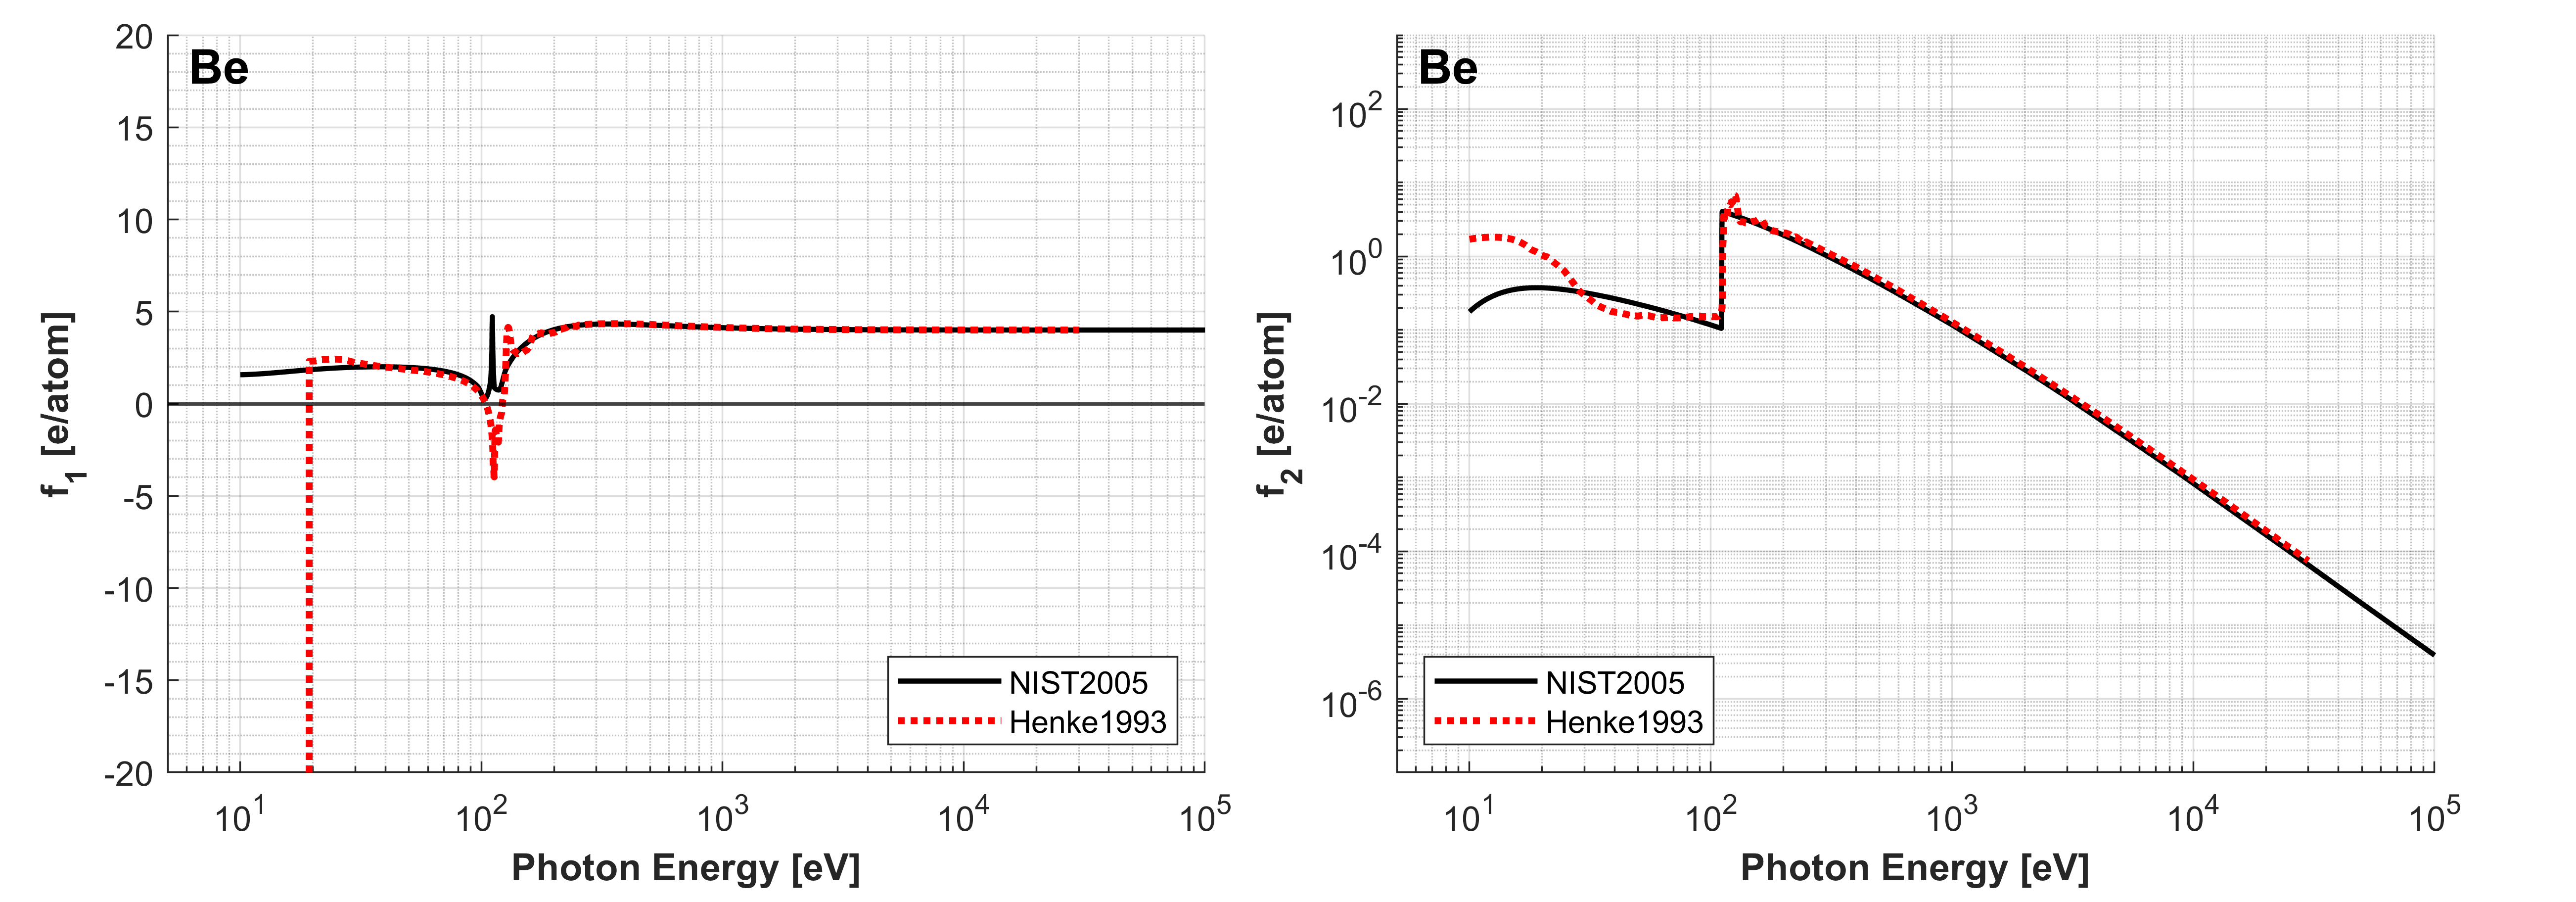 Be
20
15
10
5
0
-5
-10
-15
-20
f1 [e/atom]
10^1 10^2 10^3 10^4 10^5
Photon Energy [eV]
NIST2005
Henke1993
Be
10^2
10^0
10^-2
10^-4
10^-6
f2 [e/atom]
10^1 10^2 10^3 10^4 10^5
Photon Energy [eV]
NIST2005
Henke1993